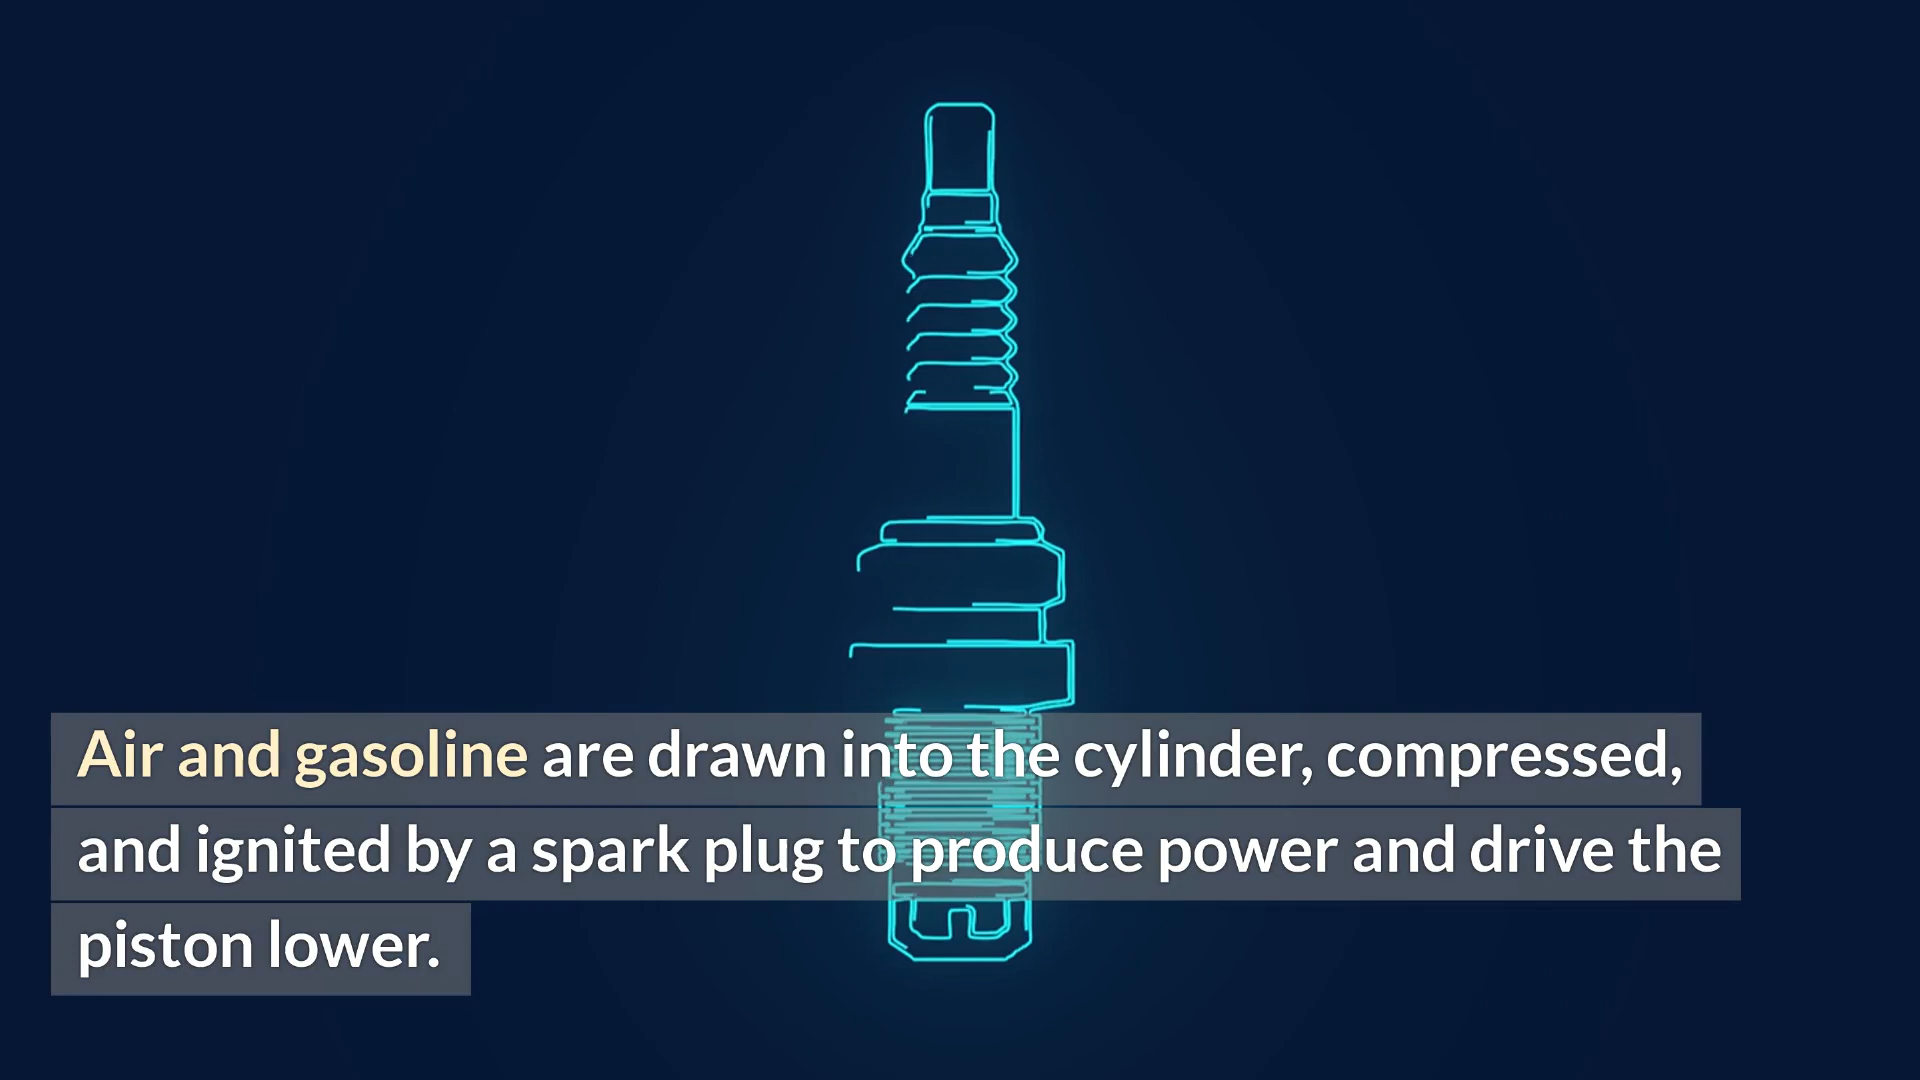 Air and gasoline are drawn into the cylinder, compressed,
and ignited by a spark plug to produce power and drive the
piston lower.